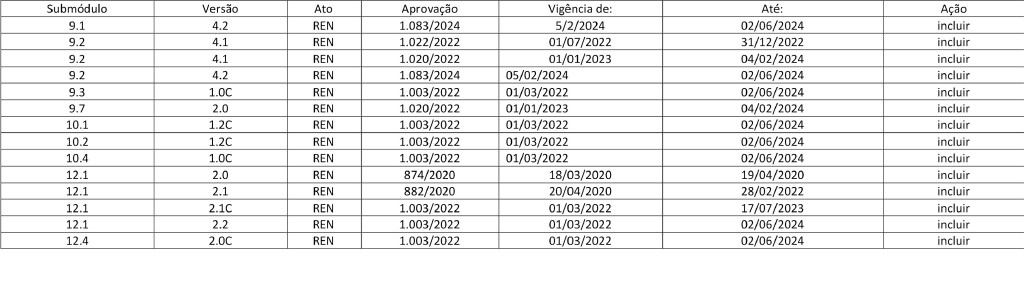 Submódulo Versão Ato Aprovação Vigência de: Até: Ação
9.1 4.2 REN 1.083/2024 5/2/2024 02/06/2024 incluir
9.2 4.1 REN 1.022/2022 01/07/2022 31/12/2022 incluir
9.2 4.1 REN 1.020/2022 01/01/2023 04/02/2024 incluir
9.2 4.2 REN 1.083/2024 05/02/2024 02/06/2024 incluir
9.3 1.0C REN 1.003/2022 01/03/2022 02/06/2024 incluir
9.7 2.0 REN 1.020/2022 01/01/2023 04/02/2024 incluir
10.1 1.2C REN 1.003/2022 01/03/2022 02/06/2024 incluir
10.2 1.2C REN 1.003/2022 01/03/2022 02/06/2024 incluir
10.4 1.0C REN 1.003/2022 01/03/2022 02/06/2024 incluir
12.1 2.0 REN 874/2020 18/03/2020 19/04/2020 incluir
12.1 2.1 REN 882/2020 20/04/2020 28/02/2022 incluir
12.1 2.1C REN 1.003/2022 01/03/2022 17/07/2023 incluir
12.1 2.2 REN 1.003/2022 01/03/2022 02/06/2024 incluir
12.4 2.0C REN 1.003/2022 01/03/2022 02/06/2024 incluir